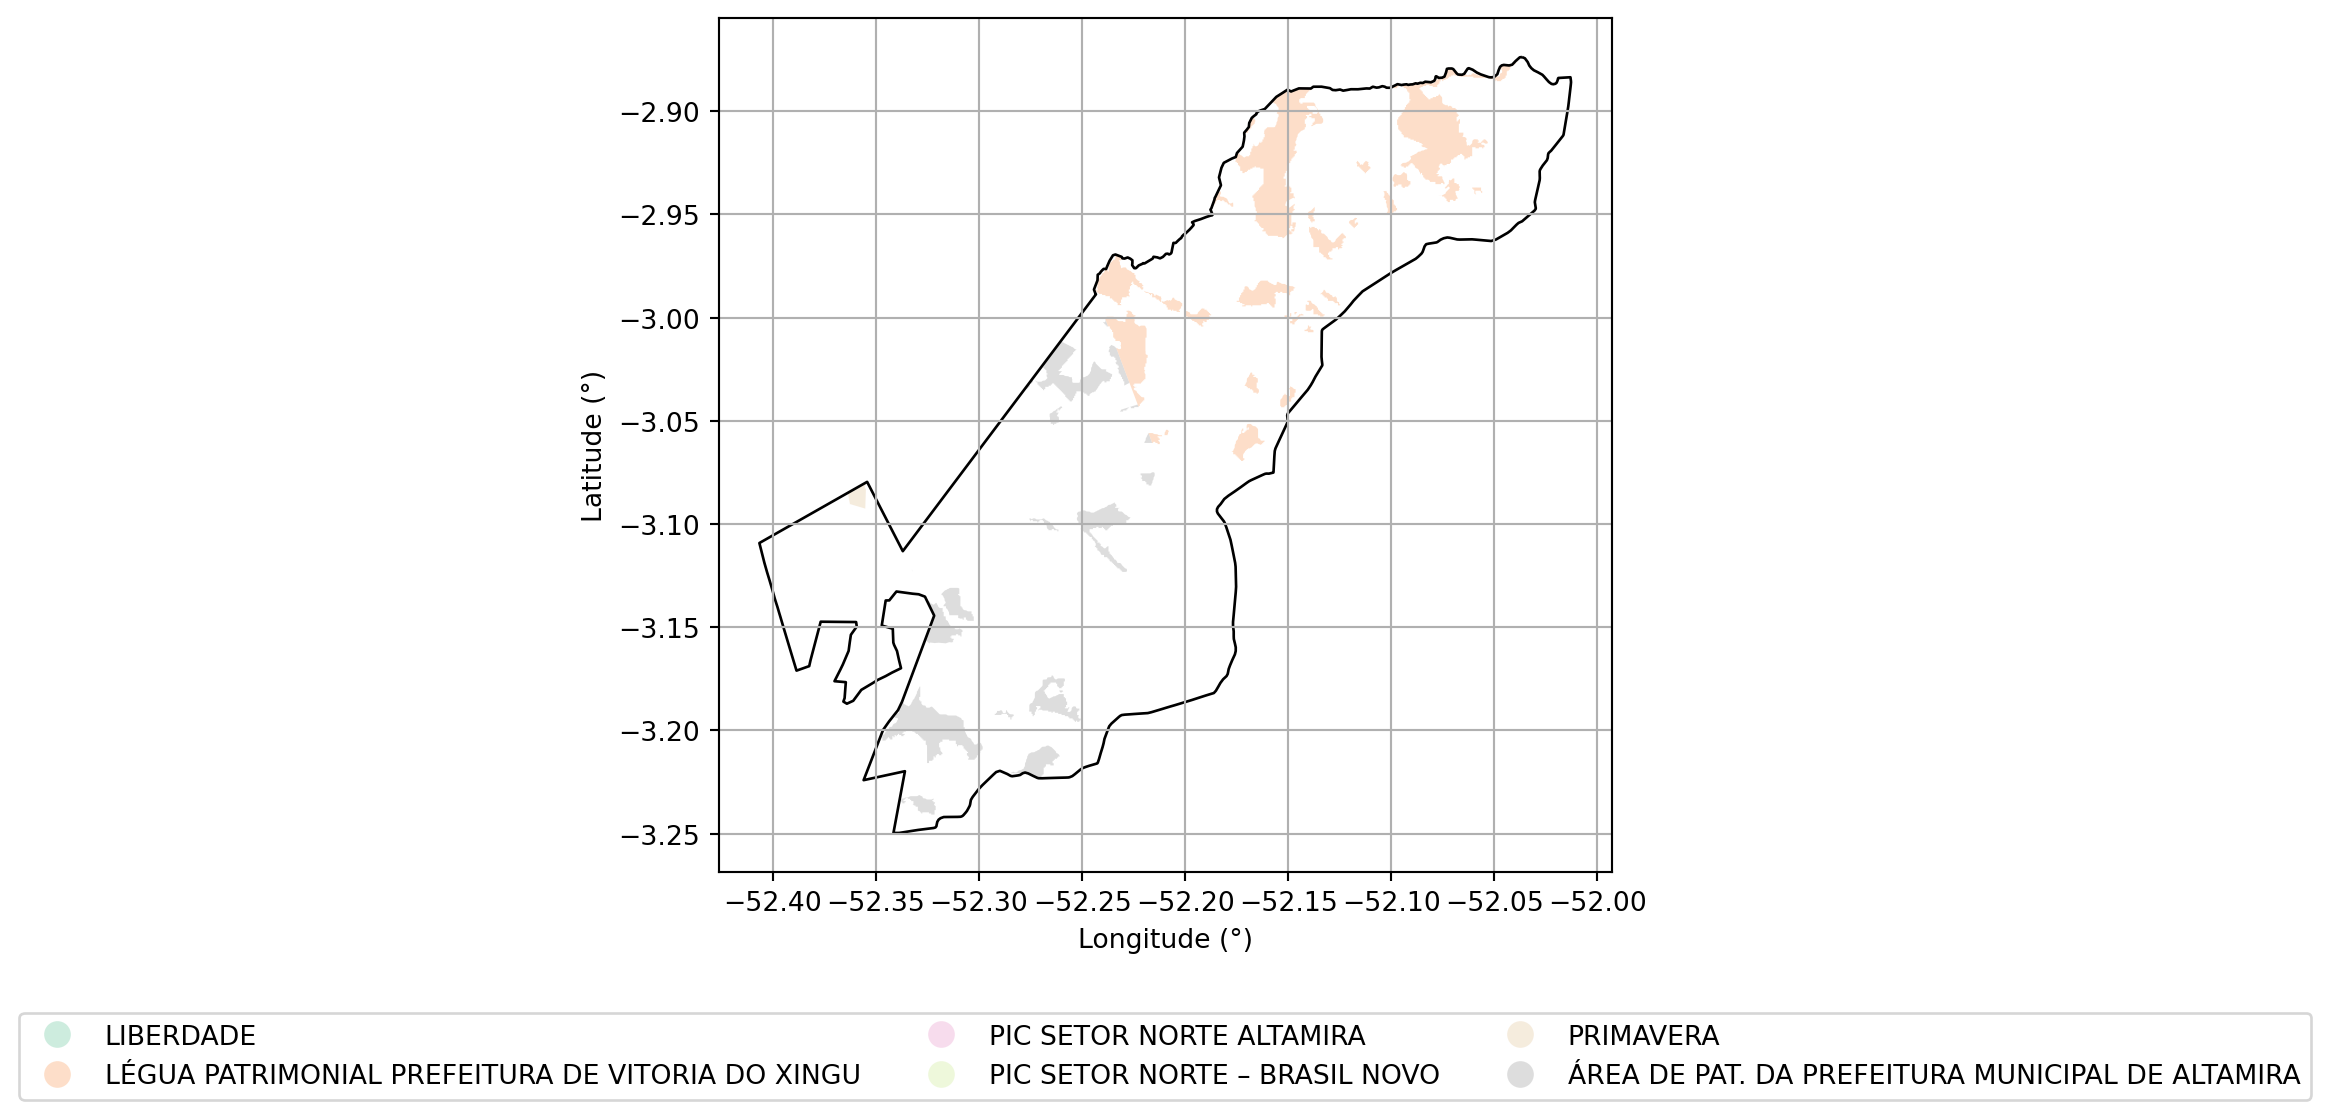 −2.90
−2.95
−3.00
−3.05
−3.10
−3.15
−3.20
−3.25
Latitude (°)
−52.40 −52.35 −52.30 −52.25 −52.20 −52.15 −52.10 −52.05 −52.00
Longitude (°)
LIBERDADE
LÉGUA PATRIMONIAL PREFEITURA DE VITORIA DO XINGU
PIC SETOR NORTE ALTAMIRA
PIC SETOR NORTE – BRASIL NOVO
PRIMAVERA
ÁREA DE PAT. DA PREFEITURA MUNICIPAL DE ALTAMIRA